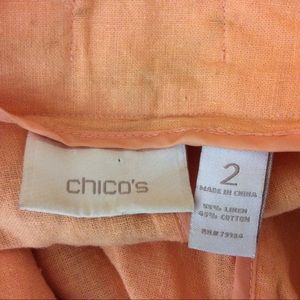 chico's
2
MADE IN CHINA
55% LINEN
45% COTTON